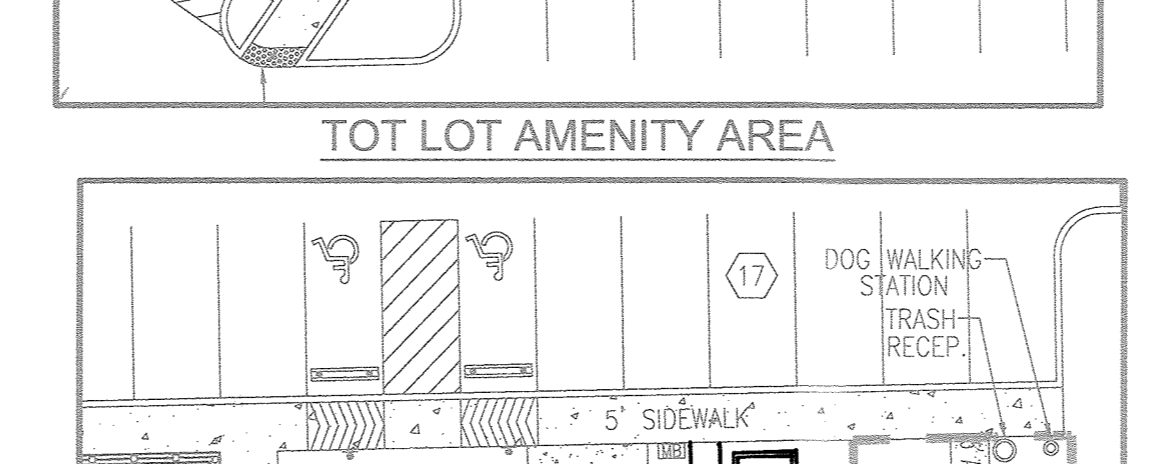 TOT LOT AMENITY AREA
17
DOG WALKING
STATION
TRASH
RECEP.
5' SIDEWALK
MB